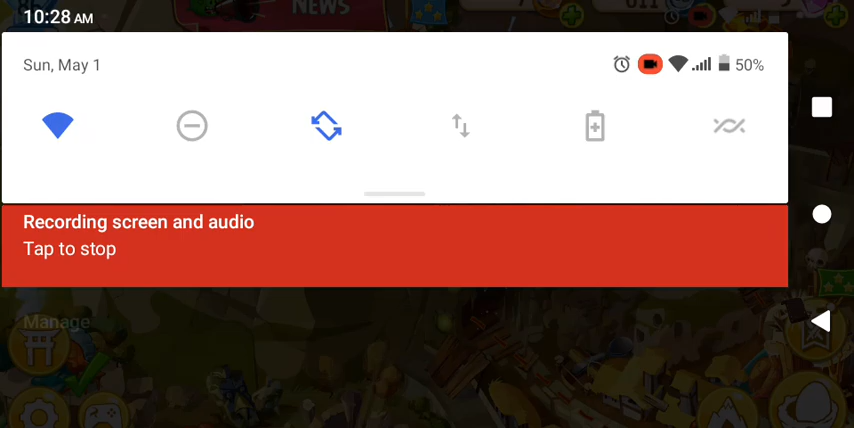 NEWS
10:28 AM
Sun, May 1
50%
Recording screen and audio
Tap to stop
Manage